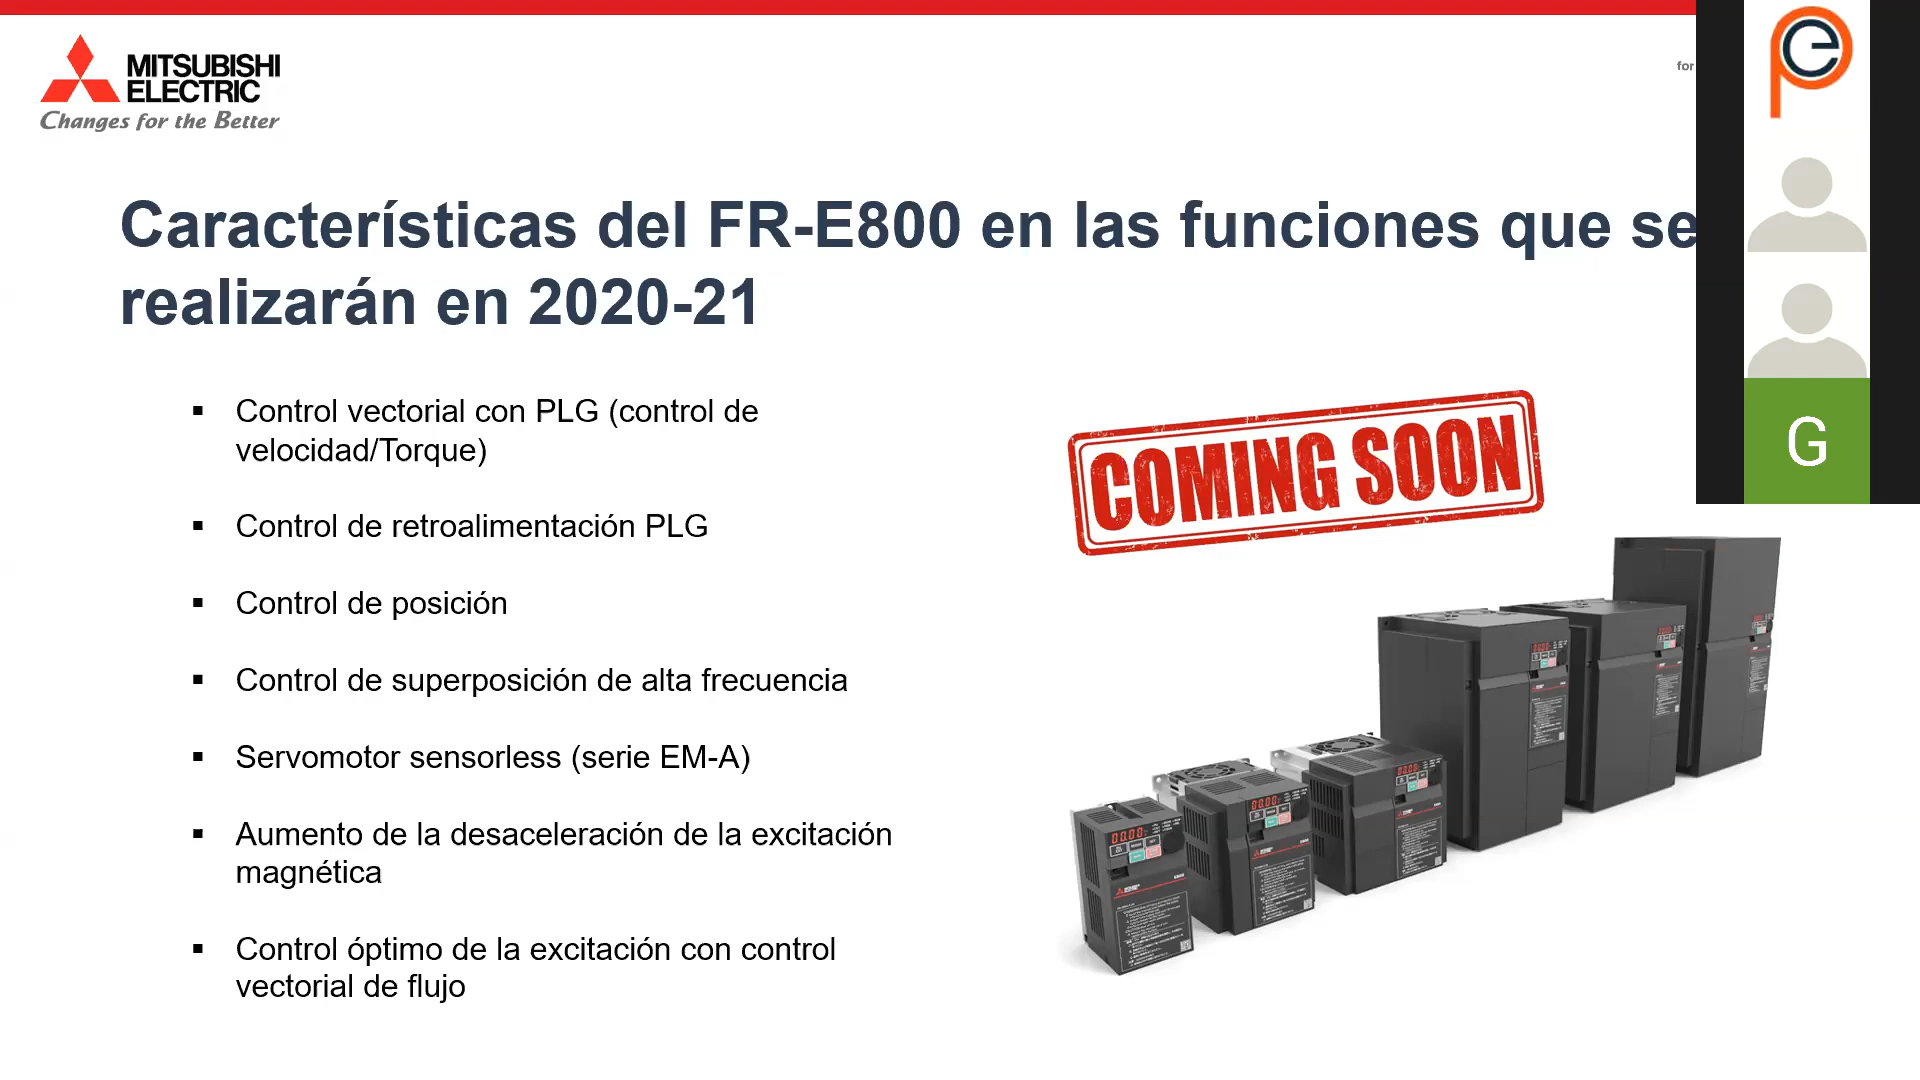 MITSUBISHI
ELECTRIC
Changes for the Better
for
Características del FR-E800 en las funciones que se
realizarán en 2020-21
▪ Control vectorial con PLG (control de
velocidad/Torque)
▪ Control de retroalimentación PLG
▪ Control de posición
▪ Control de superposición de alta frecuencia
▪ Servomotor sensorless (serie EM-A)
▪ Aumento de la desaceleración de la excitación
magnética
▪ Control óptimo de la excitación con control
vectorial de flujo
COMING SOON
G